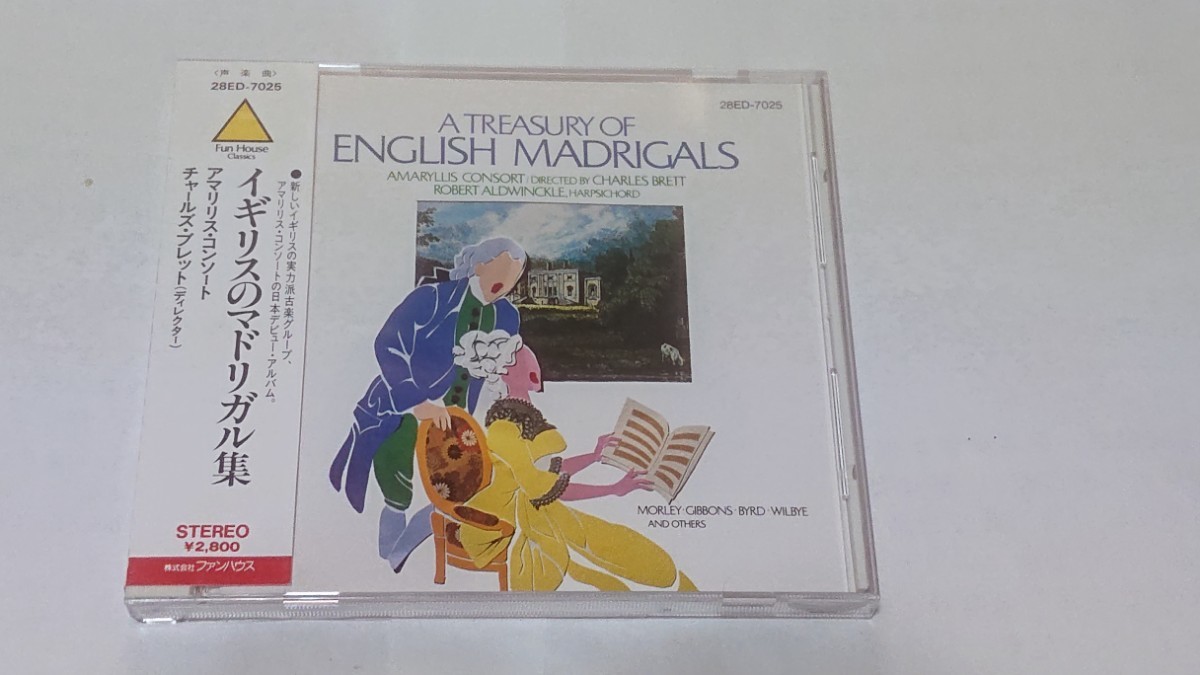 〈声楽曲〉
28ED-7025
Fun House
Classics
●新しいイギリスの実力派古楽グループ、
アマリリス・コンソートの日本デビュー・アルバム。
イギリスのマドリガル集
アマリリス・コンソート
チャールズ・ブレット(ディレクター)
STEREO
¥2,800
株式会社ファンハウス
28ED-7025
A TREASURY OF
ENGLISH MADRIGALS
AMARYLLIS CONSORT / DIRECTED BY CHARLES BRETT
ROBERT ALDWINCKLE, HARPSICHORD
MORLEY · GIBBONS · BYRD · WILBYE
AND OTHERS